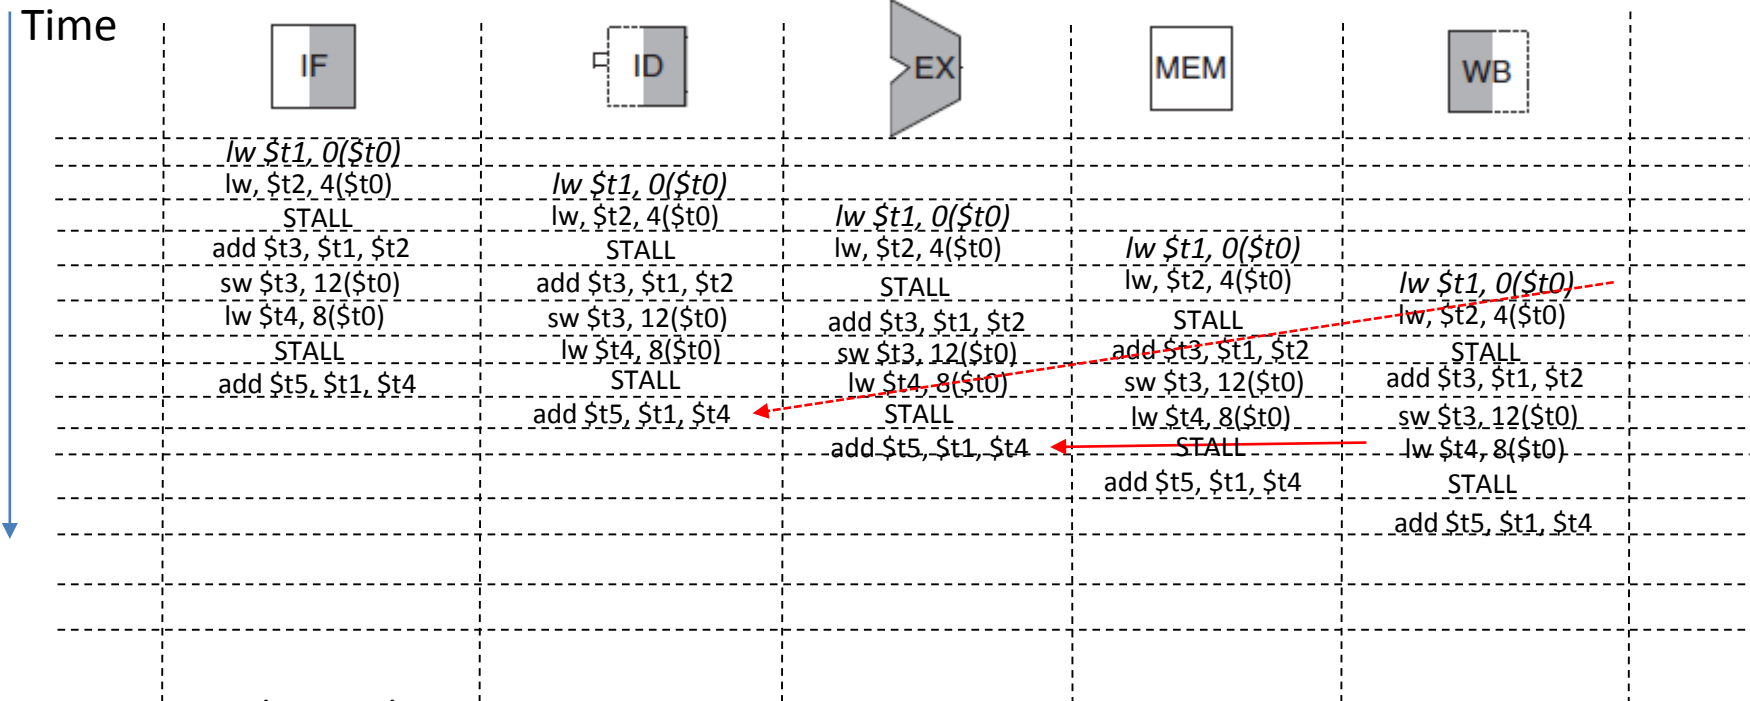 Time
IF ID EX MEM WB
lw $t1, 0($t0)
lw, $t2, 4($t0) lw $t1, 0($t0)
STALL lw, $t2, 4($t0) lw $t1, 0($t0)
add $t3, $t1, $t2 STALL lw, $t2, 4($t0) lw $t1, 0($t0)
sw $t3, 12($t0) add $t3, $t1, $t2 STALL lw, $t2, 4($t0) lw $t1, 0($t0)
lw $t4, 8($t0) sw $t3, 12($t0) add $t3, $t1, $t2 STALL lw, $t2, 4($t0)
STALL lw $t4, 8($t0) sw $t3, 12($t0) add $t3, $t1, $t2 STALL
add $t5, $t1, $t4 STALL lw $t4, 8($t0) sw $t3, 12($t0) add $t3, $t1, $t2
add $t5, $t1, $t4 STALL lw $t4, 8($t0) sw $t3, 12($t0)
add $t5, $t1, $t4 STALL lw $t4, 8($t0)
add $t5, $t1, $t4 STALL
add $t5, $t1, $t4